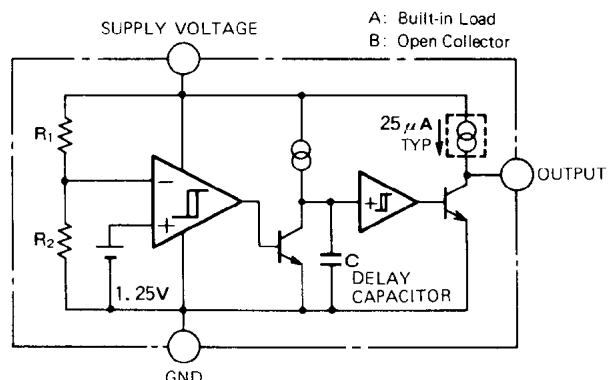 SUPPLY VOLTAGE
A: Built-in Load
B: Open Collector
R1
25μA
TYP
OUTPUT
−
+
+
R2
1.25V
C
DELAY
CAPACITOR
GND